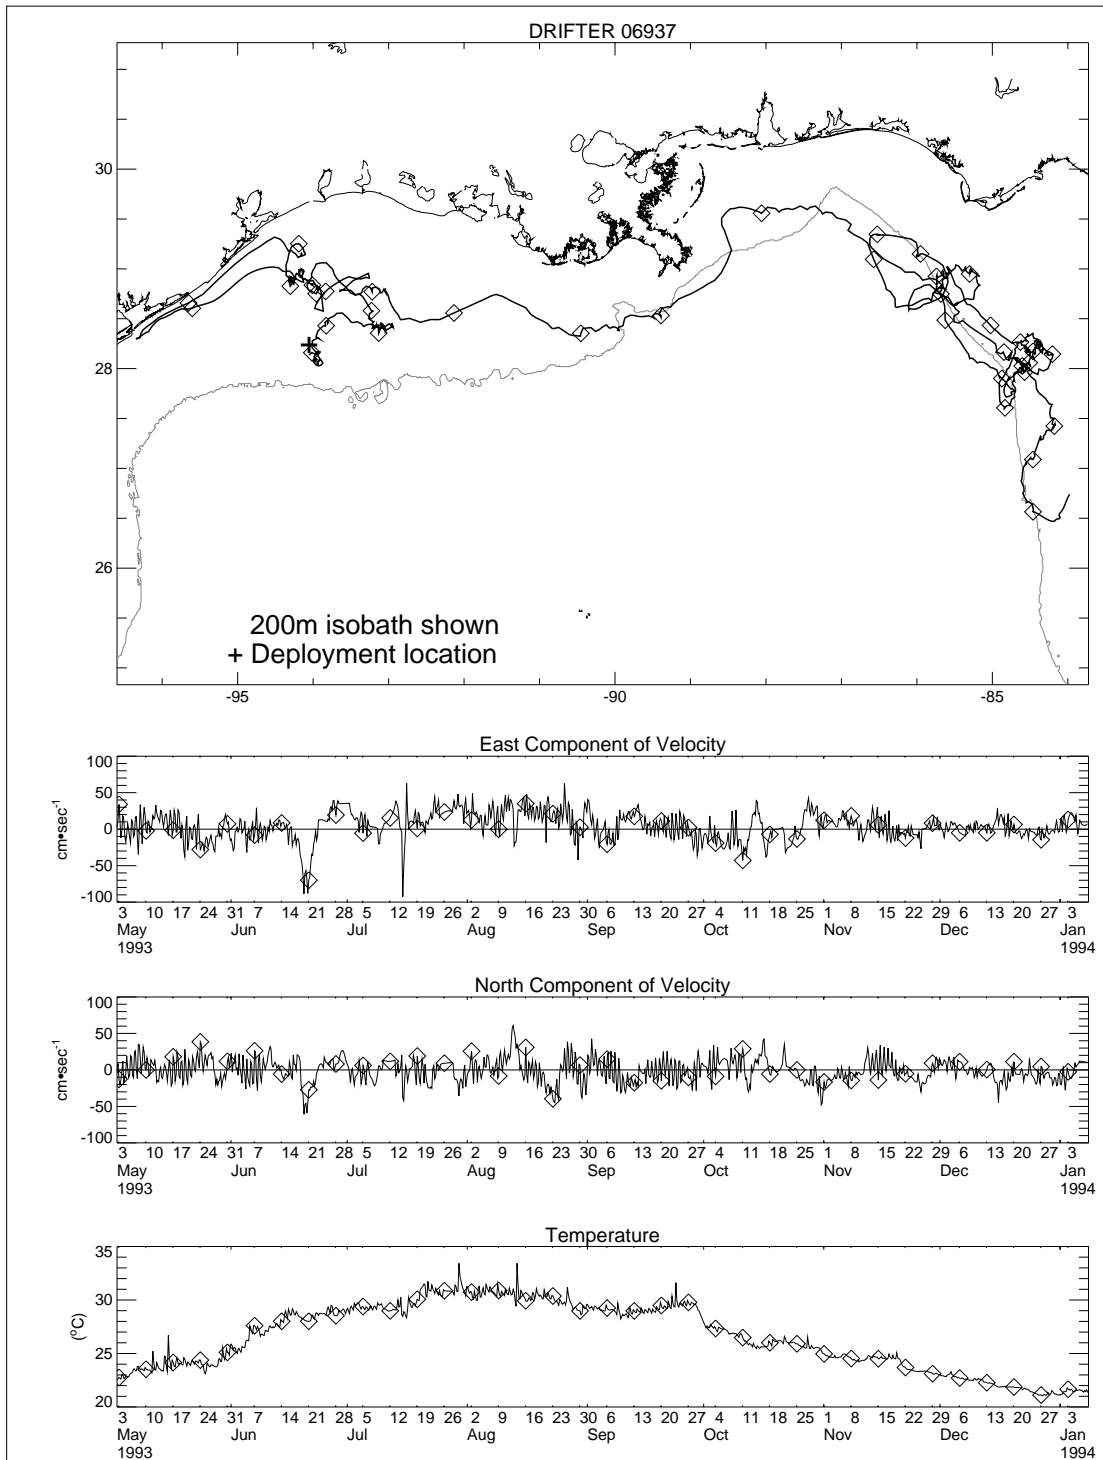 DRIFTER 06937
30
28
26
200m isobath shown
+ Deployment location
-95 -90 -85
East Component of Velocity
100
50
0
-50
-100
cm•sec-1
3 10 17 24 31 7 14 21 28 5 12 19 26 2 9 16 23 30 6 13 20 27 4 11 18 25 1 8 15 22 29 6 13 20 27 3
May Jun Jul Aug Sep Oct Nov Dec Jan
1993 1994
North Component of Velocity
100
50
0
-50
-100
cm•sec-1
3 10 17 24 31 7 14 21 28 5 12 19 26 2 9 16 23 30 6 13 20 27 4 11 18 25 1 8 15 22 29 6 13 20 27 3
May Jun Jul Aug Sep Oct Nov Dec Jan
1993 1994
Temperature
35
30
25
20
(oC)
3 10 17 24 31 7 14 21 28 5 12 19 26 2 9 16 23 30 6 13 20 27 4 11 18 25 1 8 15 22 29 6 13 20 27 3
May Jun Jul Aug Sep Oct Nov Dec Jan
1993 1994